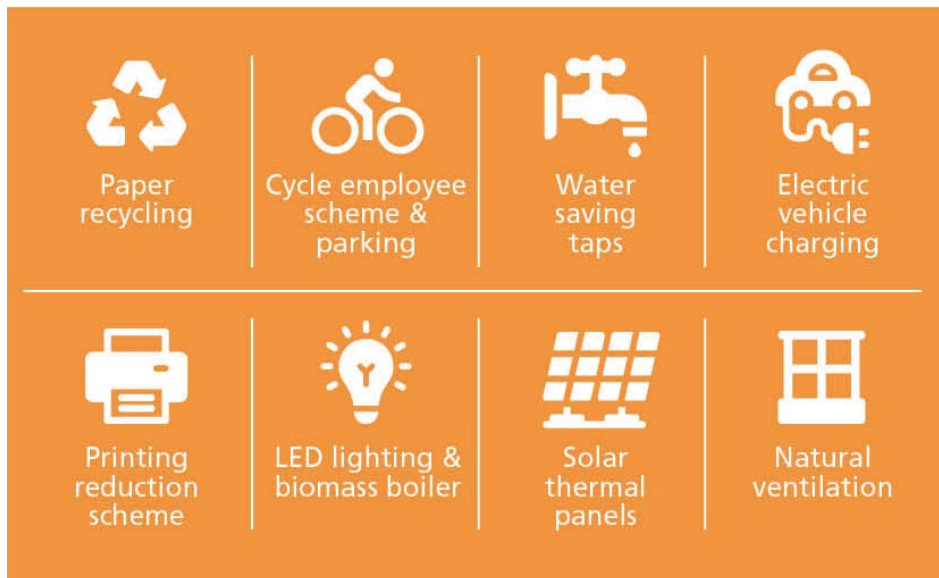 Paper
recycling
Cycle employee
scheme &
parking
Water
saving
taps
Electric
vehicle
charging
Printing
reduction
scheme
LED lighting &
biomass boiler
Solar
thermal
panels
Natural
ventilation